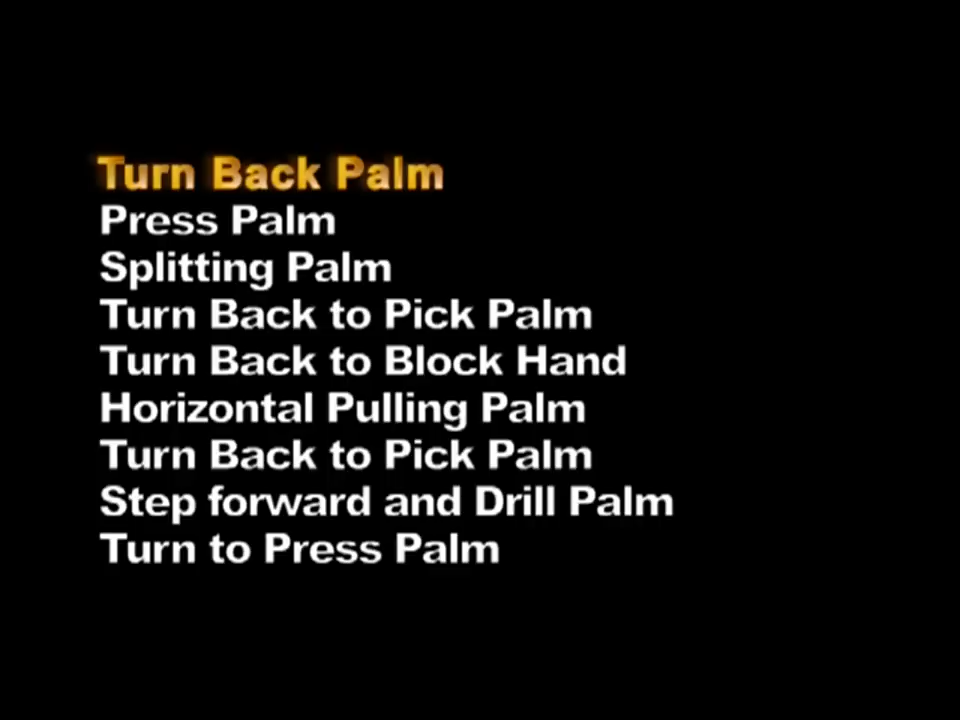 Turn Back Palm
Press Palm
Splitting Palm
Turn Back to Pick Palm
Turn Back to Block Hand
Horizontal Pulling Palm
Turn Back to Pick Palm
Step forward and Drill Palm
Turn to Press Palm